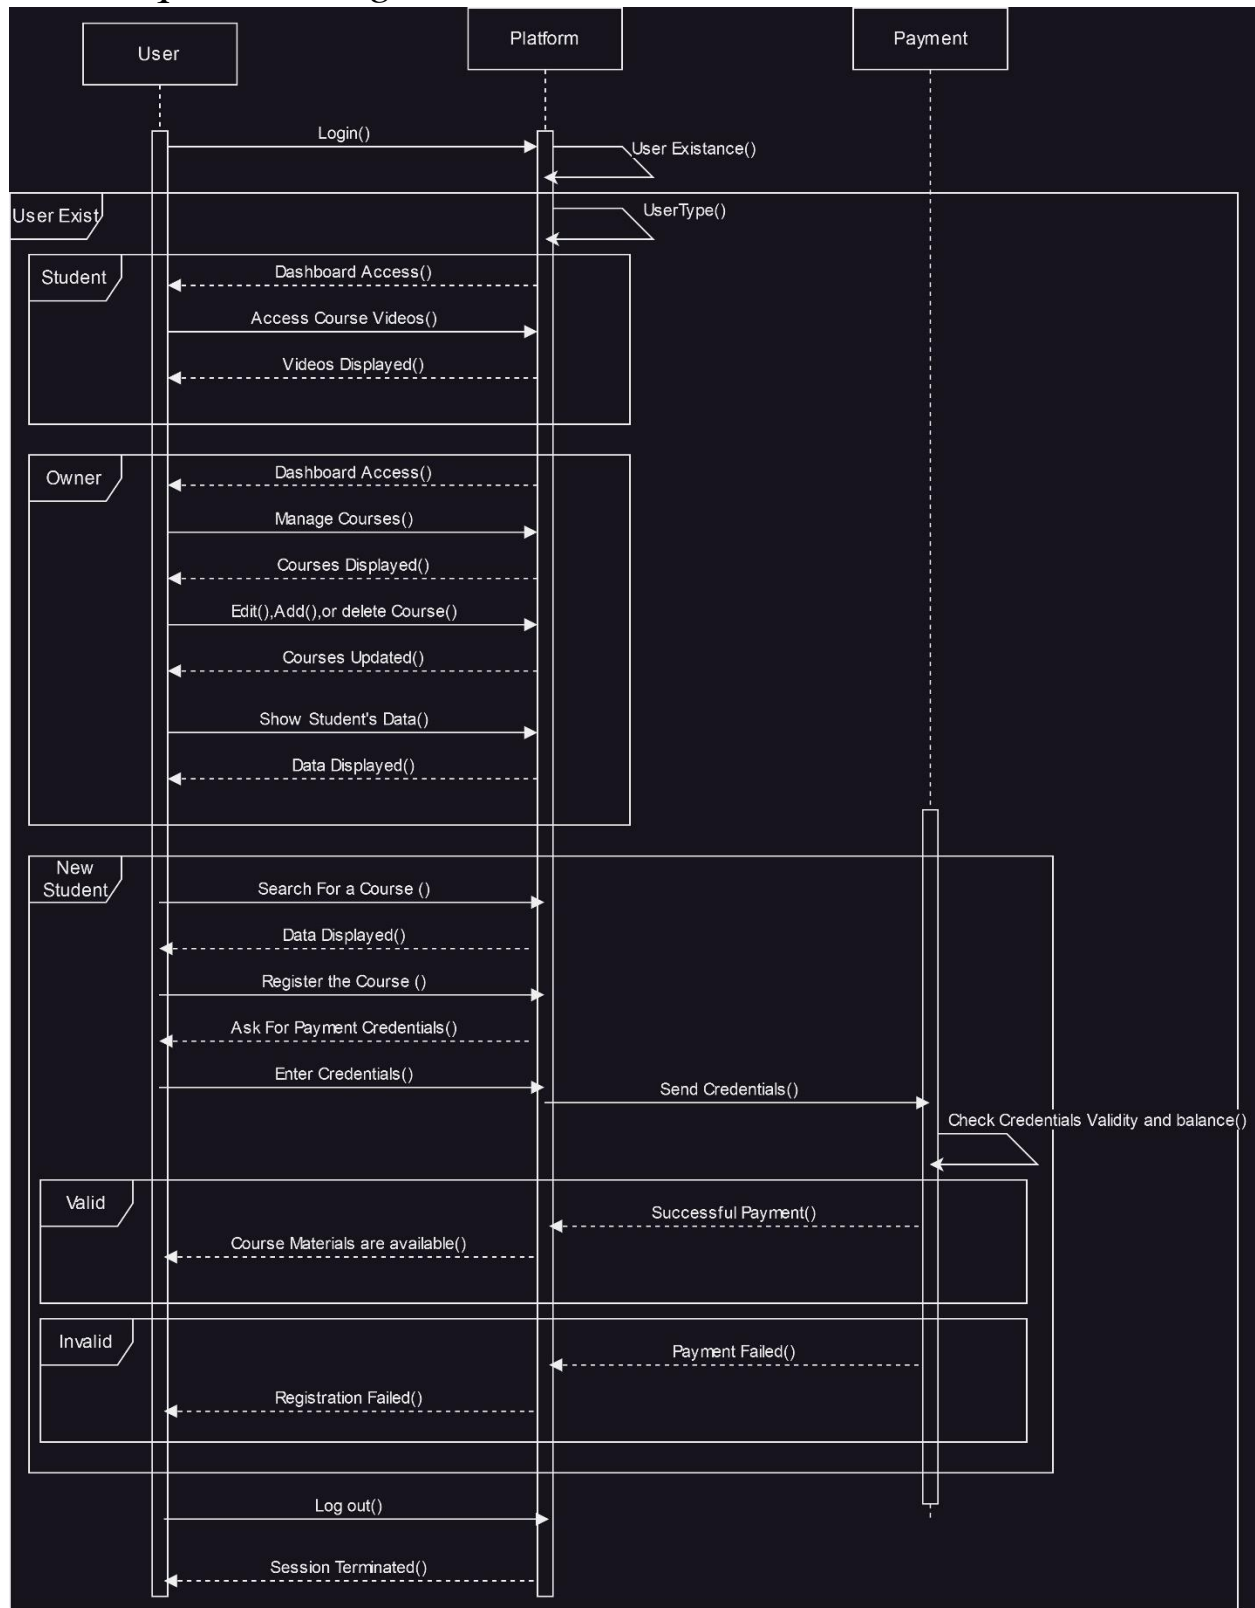 User
Platform
Payment
Login()
User Existance()
User Exist
UserType()
Student
Dashboard Access()
Access Course Videos()
Videos Displayed()
Owner
Dashboard Access()
Manage Courses()
Courses Displayed()
Edit(),Add(),or delete Course()
Courses Updated()
Show Student's Data()
Data Displayed()
New
Student
Search For a Course ()
Data Displayed()
Register the Course ()
Ask For Payment Credentials()
Enter Credentials()
Send Credentials()
Check Credentials Validity and balance()
Valid
Successful Payment()
Course Materials are available()
Invalid
Payment Failed()
Registration Failed()
Log out()
Session Terminated()